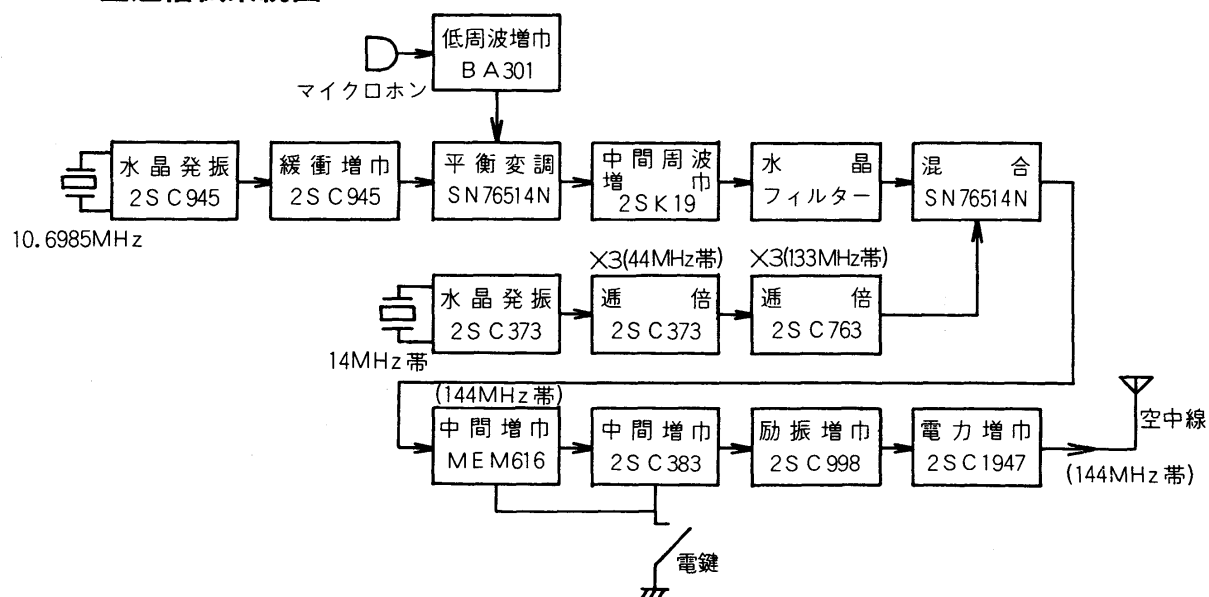 低周波増巾
BA301
マイクロホン
水晶発振
2SC945
緩衝増巾
2SC945
平衡変調
SN76514N
中間周波
増巾
2SK19
水晶
フィルター
混合
SN76514N
10.6985MHz
×3(44MHz帯)
×3(133MHz帯)
水晶発振
2SC373
逓倍
2SC373
逓倍
2SC763
14MHz帯
(144MHz帯)
中間増巾
MEM616
中間増巾
2SC383
励振増巾
2SC998
電力増巾
2SC1947
空中線
(144MHz帯)
電鍵